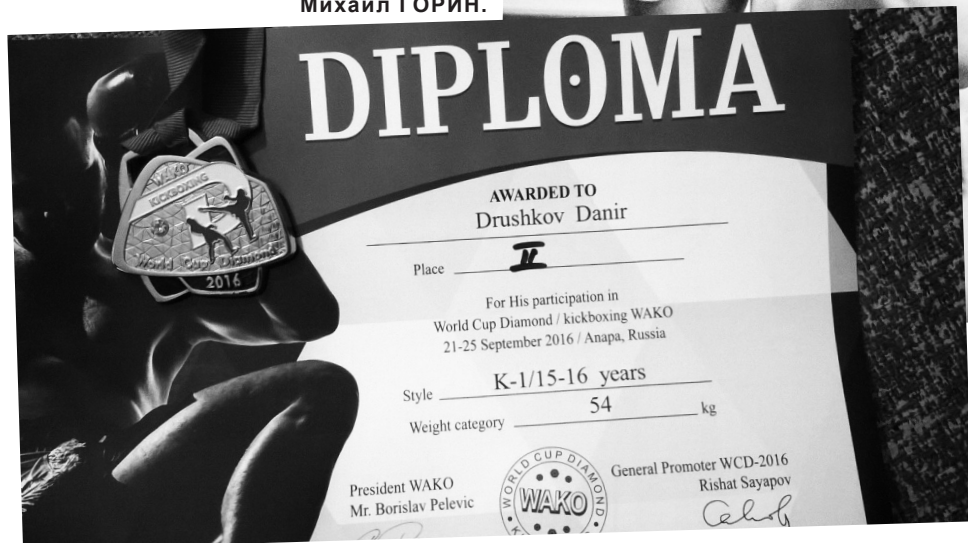 Михаил ГОРИН.
DIPLOMA
WAKO
KICKBOXING
World Cup Diamond
2016
AWARDED TO
Drushkov Danir
Place II
For His participation in
World Cup Diamond / kickboxing WAKO
21-25 September 2016 / Anapa, Russia
Style K-1/15-16 years
Weight category 54 kg
President WAKO
Mr. Borislav Pelevic
WORLD CUP DIAMOND
WAKO
General Promoter WCD-2016
Rishat Sayapov